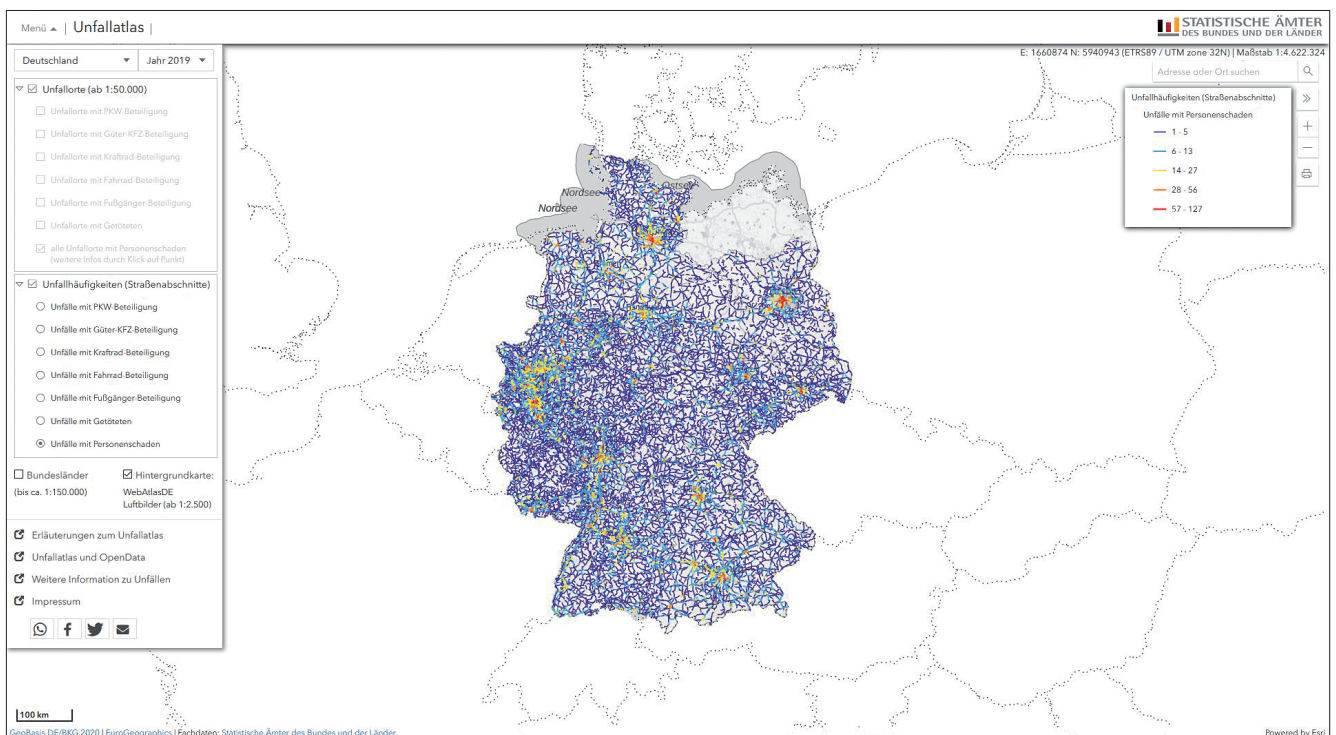 Menü | Unfallatlas |
STATISTISCHE ÄMTER
DES BUNDES UND DER LÄNDER
E: 1660874 N: 5940943 (ETRS89 / UTM zone 32N) | Maßstab 1:4.622.324
Deutschland
Jahr 2019
Unfallorte (ab 1:50.000)
Unfallorte mit PKW-Beteiligung
Unfallorte mit Güter-KFZ-Beteiligung
Unfallorte mit Kraftrad-Beteiligung
Unfallorte mit Fahrrad-Beteiligung
Unfallorte mit Fußgänger-Beteiligung
Unfallorte mit Getöteten
alle Unfallorte mit Personenschaden
(weitere Infos durch Klick auf Punkt)
Unfallhäufigkeiten (Straßenabschnitte)
Unfälle mit PKW-Beteiligung
Unfälle mit Güter-KFZ-Beteiligung
Unfälle mit Kraftrad-Beteiligung
Unfälle mit Fahrrad-Beteiligung
Unfälle mit Fußgänger-Beteiligung
Unfälle mit Getöteten
Unfälle mit Personenschaden
Bundesländer
(bis ca. 1:150.000)
Hintergrundkarte:
WebAtlasDE
Luftbilder (ab 1:2.500)
Erläuterungen zum Unfallatlas
Unfallatlas und OpenData
Weitere Information zu Unfällen
Impressum
Nordsee
Nordsee
Ostsee
Adresse oder Ort suchen
Unfallhäufigkeiten (Straßenabschnitte)
Unfälle mit Personenschaden
1 - 5
6 - 13
14 - 27
28 - 56
57 - 127
100 km
GeoBasis-DE/BKG 2020 | EuroGeographics | Fachdaten: Statistische Ämter des Bundes und der Länder
Powered by Esri